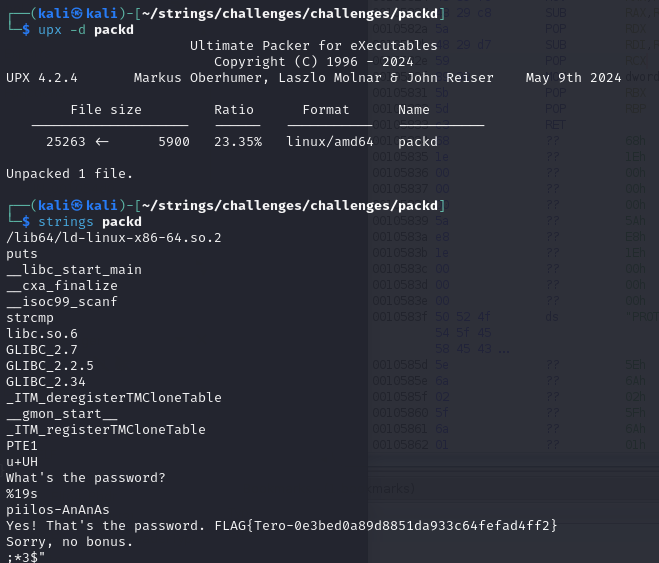 ┌──(kali㉿kali)-[~/strings/challenges/challenges/packd]
└─$ upx -d packd
Ultimate Packer for eXecutables
Copyright (C) 1996 - 2024
UPX 4.2.4 Markus Oberhumer, Laszlo Molnar & John Reiser May 9th 2024
File size Ratio Format Name
-------------------- ------ ----------- -----------
25263 <- 5900 23.35% linux/amd64 packd
Unpacked 1 file.
┌──(kali㉿kali)-[~/strings/challenges/challenges/packd]
└─$ strings packd
/lib64/ld-linux-x86-64.so.2
puts
__libc_start_main
__cxa_finalize
__isoc99_scanf
strcmp
libc.so.6
GLIBC_2.7
GLIBC_2.2.5
GLIBC_2.34
_ITM_deregisterTMCloneTable
__gmon_start__
_ITM_registerTMCloneTable
PTE1
u+UH
What's the password?
%19s
piilos-AnAnAs
Yes! That's the password. FLAG{Tero-0e3bed0a89d8851da933c64fefad4ff2}
Sorry, no bonus.
;*3$"